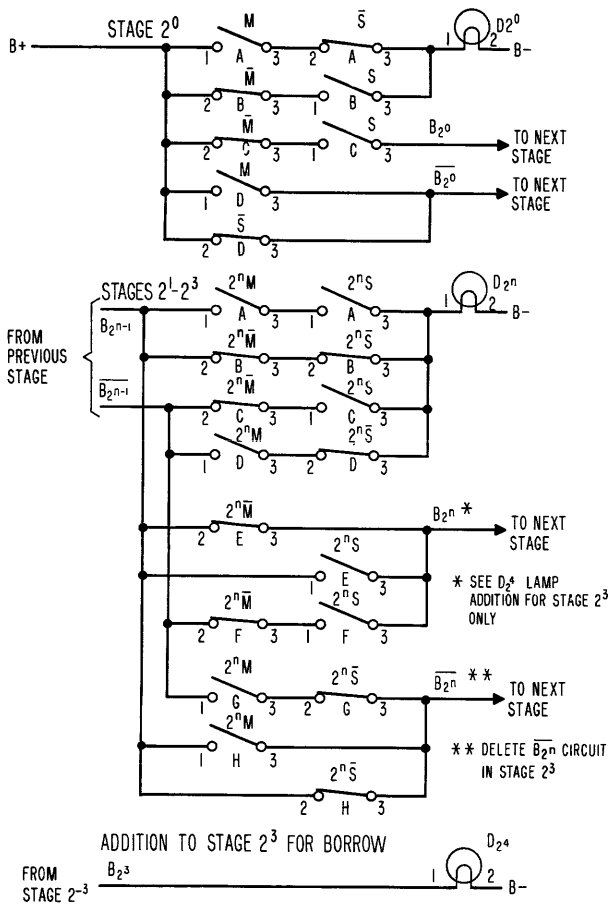 STAGE 2⁰
B+
M
S̄
D2⁰
1 A 3 2 A 3 1 2 B-
M̄
S
2 B 3 1 B 3
M̄
S
B₂⁰
2 C 3 1 C 3
TO NEXT
STAGE
M
B̅₂⁰
1 D 3
TO NEXT
STAGE
S̄
2 D 3
STAGES 2¹-2³
2ⁿM
2ⁿS
D₂ⁿ
B₂ⁿ⁻¹
1 A 3 1 A 3 1 2 B-
FROM
PREVIOUS
STAGE
2ⁿM̄
2ⁿS̄
2 B 3 2 B 3
B̅₂ⁿ⁻¹
2ⁿM̄
2ⁿS
2 C 3 1 C 3
2ⁿM
2ⁿS̄
1 D 3 2 D 3
2ⁿM̄
B₂ⁿ *
2 E 3
TO NEXT
STAGE
2ⁿS
1 E 3
* SEE D₂⁴ LAMP
ADDITION FOR STAGE 2³
ONLY
2ⁿM̄
2ⁿS
2 F 3 1 F 3
2ⁿM
2ⁿS̄
B̅₂ⁿ **
1 G 3 2 G 3
TO NEXT
STAGE
2ⁿM
1 H 3
** DELETE B̅₂ⁿ CIRCUIT
IN STAGE 2³
2ⁿS̄
2 H 3
ADDITION TO STAGE 2³ FOR BORROW
D₂⁴
FROM
STAGE 2-³
B₂³
1 2 B-